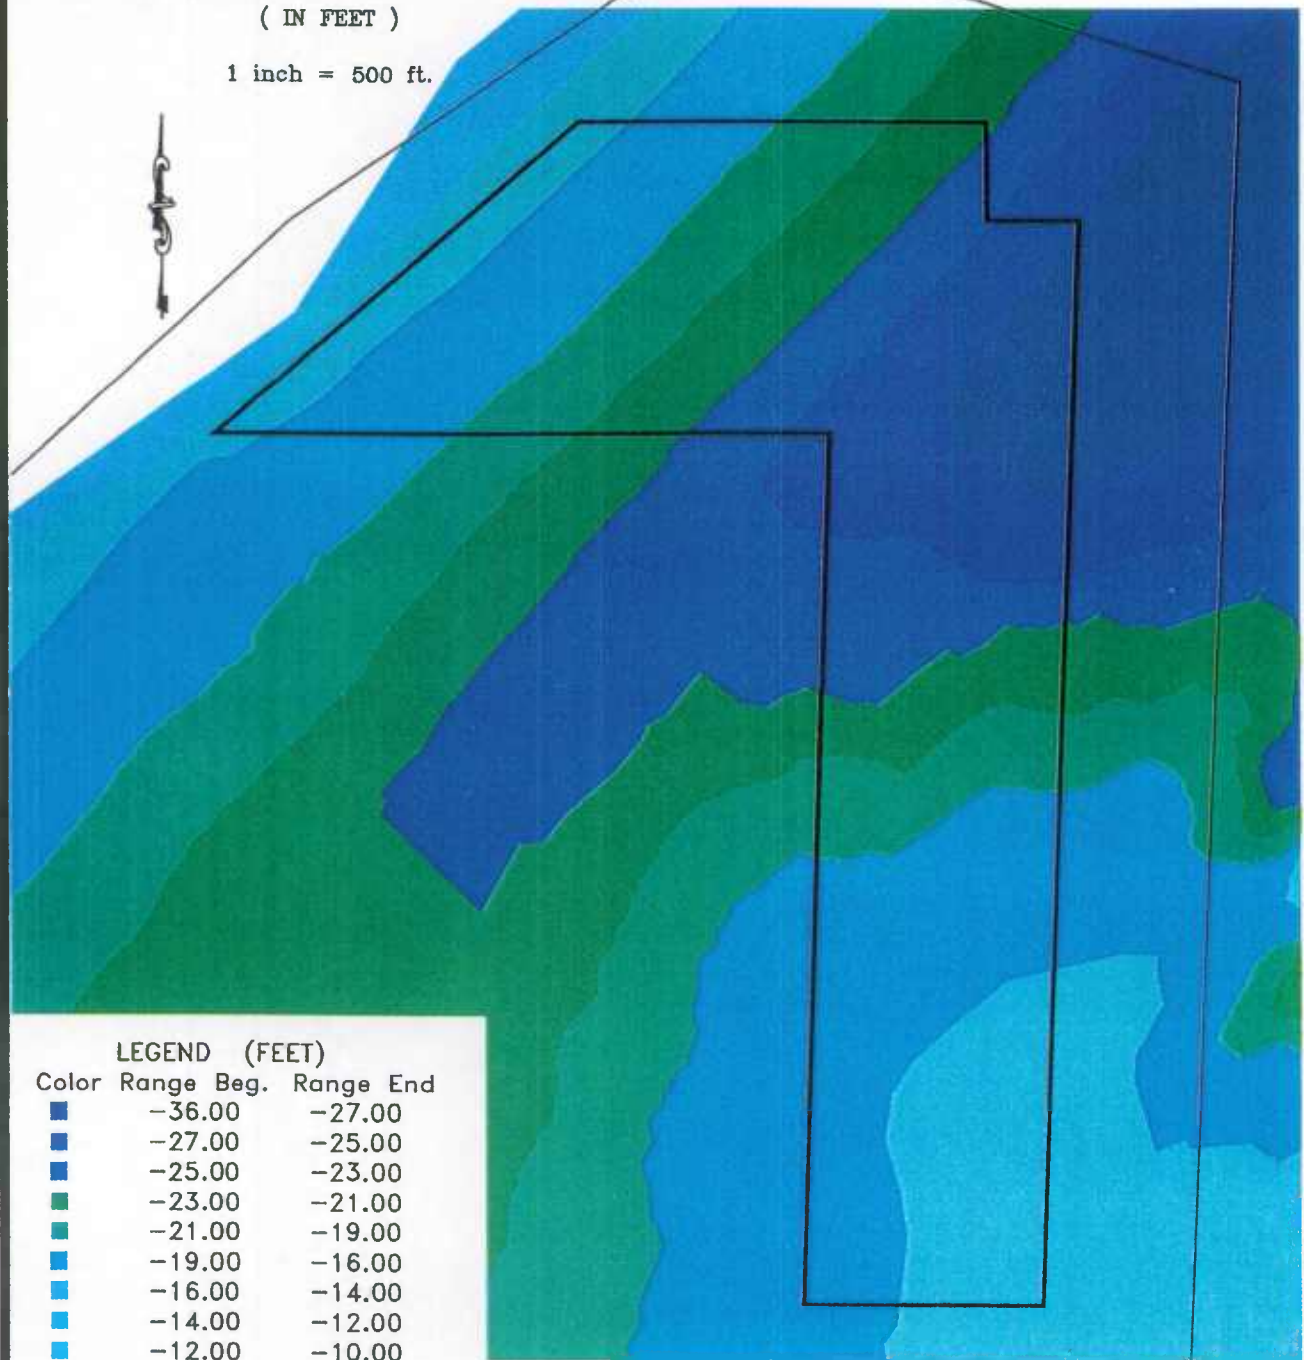 ( IN FEET )
1 inch = 500 ft.
LEGEND (FEET)
Color Range Beg. Range End
-36.00 -27.00
-27.00 -25.00
-25.00 -23.00
-23.00 -21.00
-21.00 -19.00
-19.00 -16.00
-16.00 -14.00
-14.00 -12.00
-12.00 -10.00